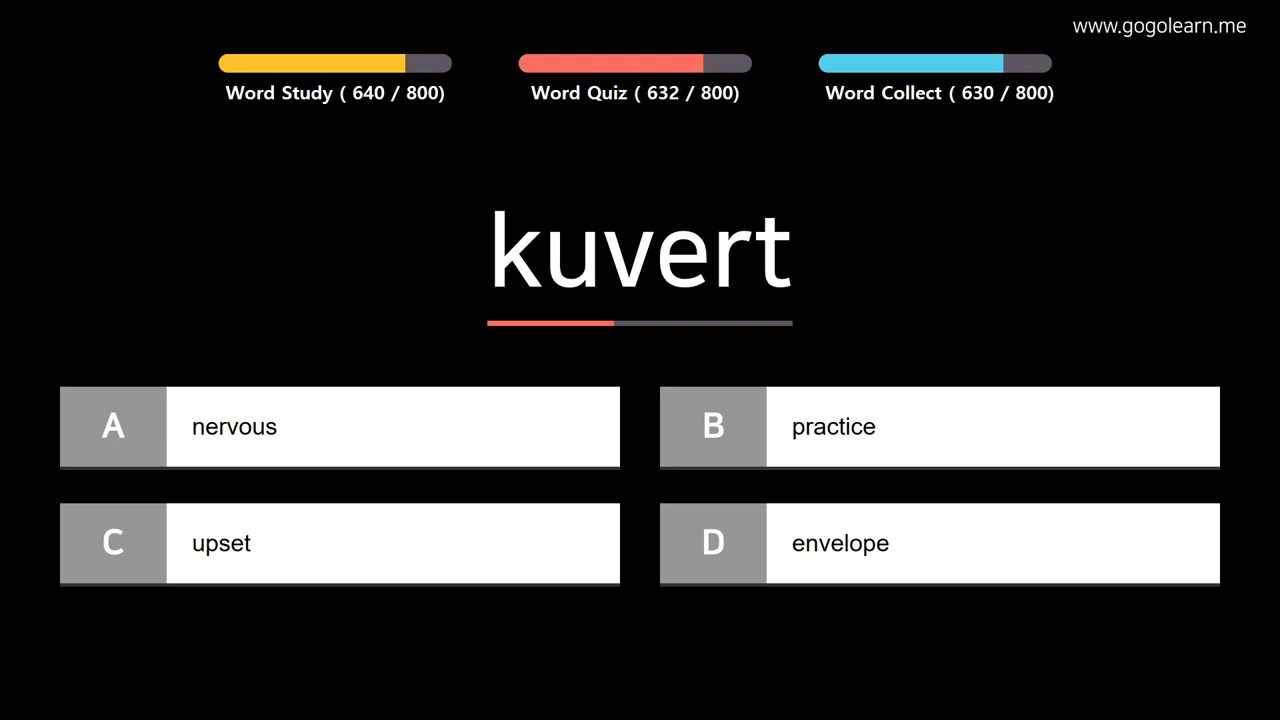 www.gogolearn.me
Word Study ( 640 / 800)
Word Quiz ( 632 / 800)
Word Collect ( 630 / 800)
kuvert
A nervous
B practice
C upset
D envelope